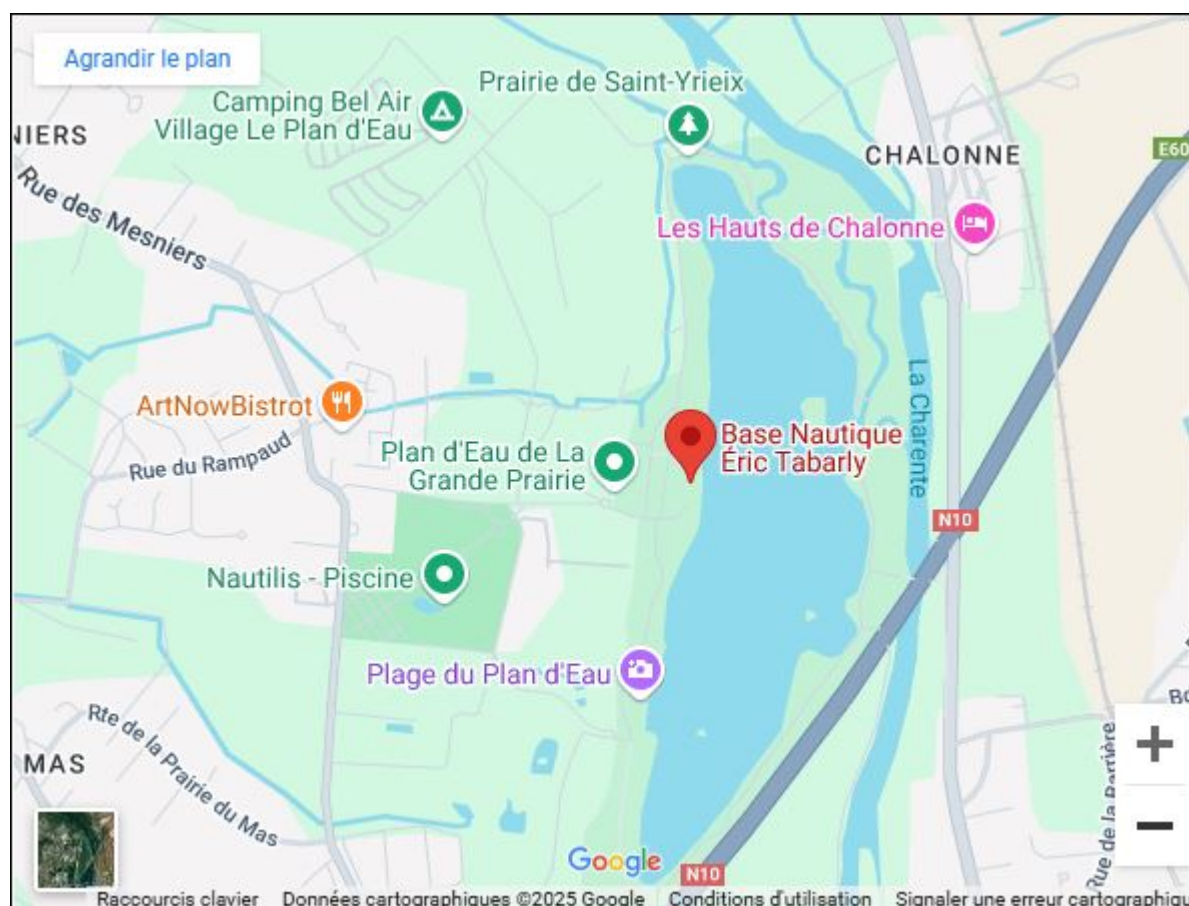 Agrandir le plan
Prairie de Saint-Yrieix
Camping Bel Air
Village Le Plan d'Eau
NIERS
CHALONNE
E60
Rue des Mesniers
Les Hauts de Chalonne
La Charente
ArtNowBistrot
Base Nautique
Éric Tabarly
Rue du Rampaud
Plan d'Eau de La
Grande Prairie
N10
Nautilis - Piscine
Plage du Plan d'Eau
Bo
Rte de la Prairie du Mas
MAS
Rue de la Perrière
Google
N10
Raccourcis clavier Données cartographiques ©2025 Google Conditions d'utilisation Signaler une erreur cartographiqu